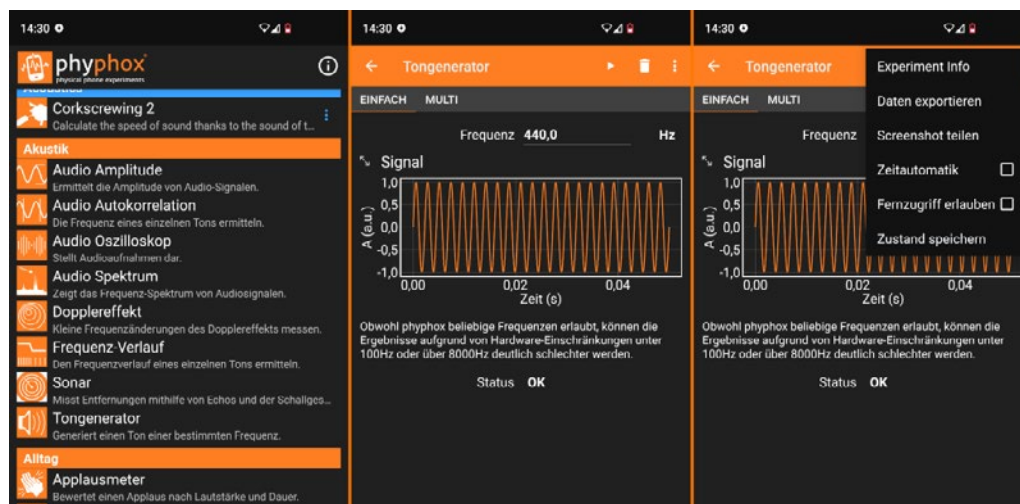 14:30
phyphox
physical phone experiments
Acoustics
Corkscrewing 2
Calculate the speed of sound thanks to the sound of t...
Akustik
Audio Amplitude
Ermittelt die Amplitude von Audio-Signalen.
Audio Autokorrelation
Die Frequenz eines einzelnen Tons ermitteln.
Audio Oszilloskop
Stellt Audioaufnahmen dar.
Audio Spektrum
Zeigt das Frequenz-Spektrum von Audiosignalen.
Dopplereffekt
Kleine Frequenzänderungen des Dopplereffekts messen.
Frequenz-Verlauf
Den Frequenzverlauf eines einzelnen Tons ermitteln.
Sonar
Misst Entfernungen mithilfe von Echos und der Schallges...
Tongenerator
Generiert einen Ton einer bestimmten Frequenz.
Alltag
Applausmeter
Bewertet einen Applaus nach Lautstärke und Dauer.
14:30
Tongenerator
EINFACH MULTI
Frequenz 440,0 Hz
Signal
1,0
0,5
0,0
-0,5
-1,0
A (a.u.)
0,00 0,02 0,04
Zeit (s)
Obwohl phyphox beliebige Frequenzen erlaubt, können die
Ergebnisse aufgrund von Hardware-Einschränkungen unter
100Hz oder über 8000Hz deutlich schlechter werden.
Status OK
14:30
Tongenerator
EINFACH MULTI
Frequenz
Signal
1,0
0,5
0,0
-0,5
-1,0
A (a.u.)
0,00 0,02 0,04
Zeit (s)
Obwohl phyphox beliebige Frequenzen erlaubt, können die
Ergebnisse aufgrund von Hardware-Einschränkungen unter
100Hz oder über 8000Hz deutlich schlechter werden.
Status OK
Experiment Info
Daten exportieren
Screenshot teilen
Zeitautomatik
Fernzugriff erlauben
Zustand speichern